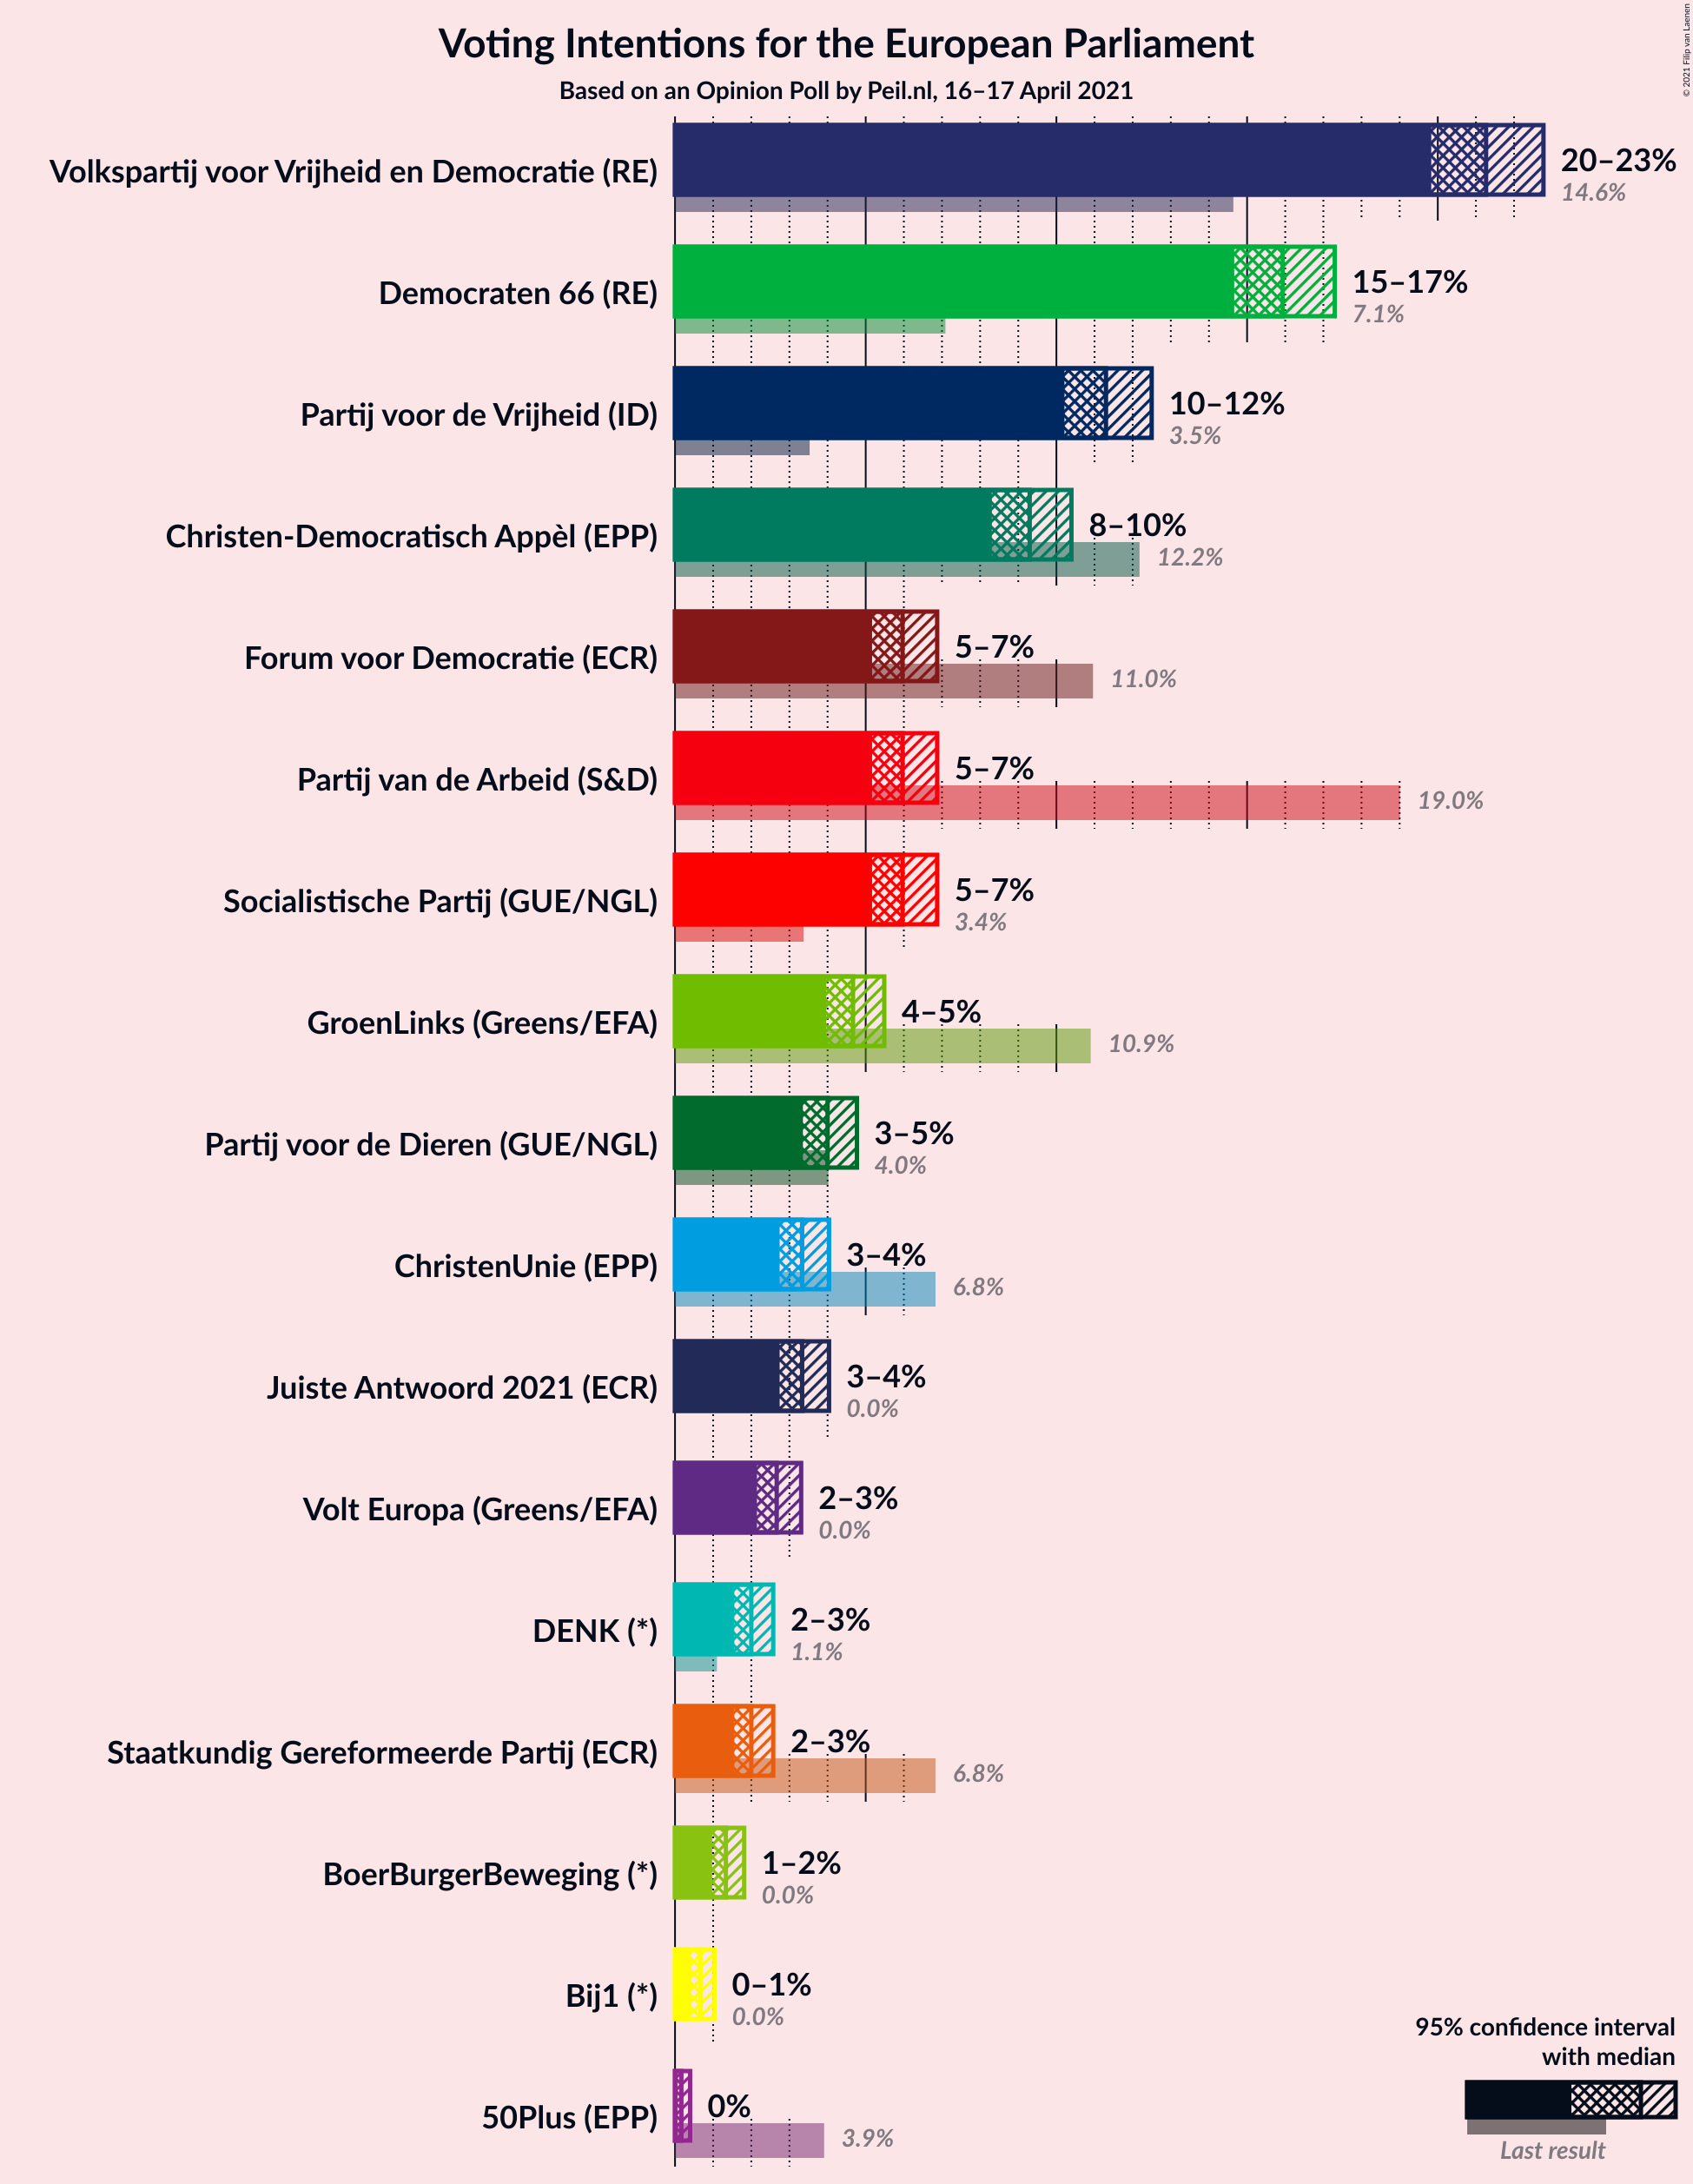 Voting Intentions for the European Parliament
Based on an Opinion Poll by Peil.nl, 16–17 April 2021
© 2021 Filip van Laenen
Volkspartij voor Vrijheid en Democratie (RE)
20–23%
14.6%
Democraten 66 (RE)
15–17%
7.1%
Partij voor de Vrijheid (ID)
10–12%
3.5%
Christen-Democratisch Appèl (EPP)
8–10%
12.2%
Forum voor Democratie (ECR)
5–7%
11.0%
Partij van de Arbeid (S&D)
5–7%
19.0%
Socialistische Partij (GUE/NGL)
5–7%
3.4%
GroenLinks (Greens/EFA)
4–5%
10.9%
Partij voor de Dieren (GUE/NGL)
3–5%
4.0%
ChristenUnie (EPP)
3–4%
6.8%
Juiste Antwoord 2021 (ECR)
3–4%
0.0%
Volt Europa (Greens/EFA)
2–3%
0.0%
DENK (*)
2–3%
1.1%
Staatkundig Gereformeerde Partij (ECR)
2–3%
6.8%
BoerBurgerBeweging (*)
1–2%
0.0%
Bij1 (*)
0–1%
0.0%
50Plus (EPP)
0%
3.9%
95% confidence interval
with median
Last result